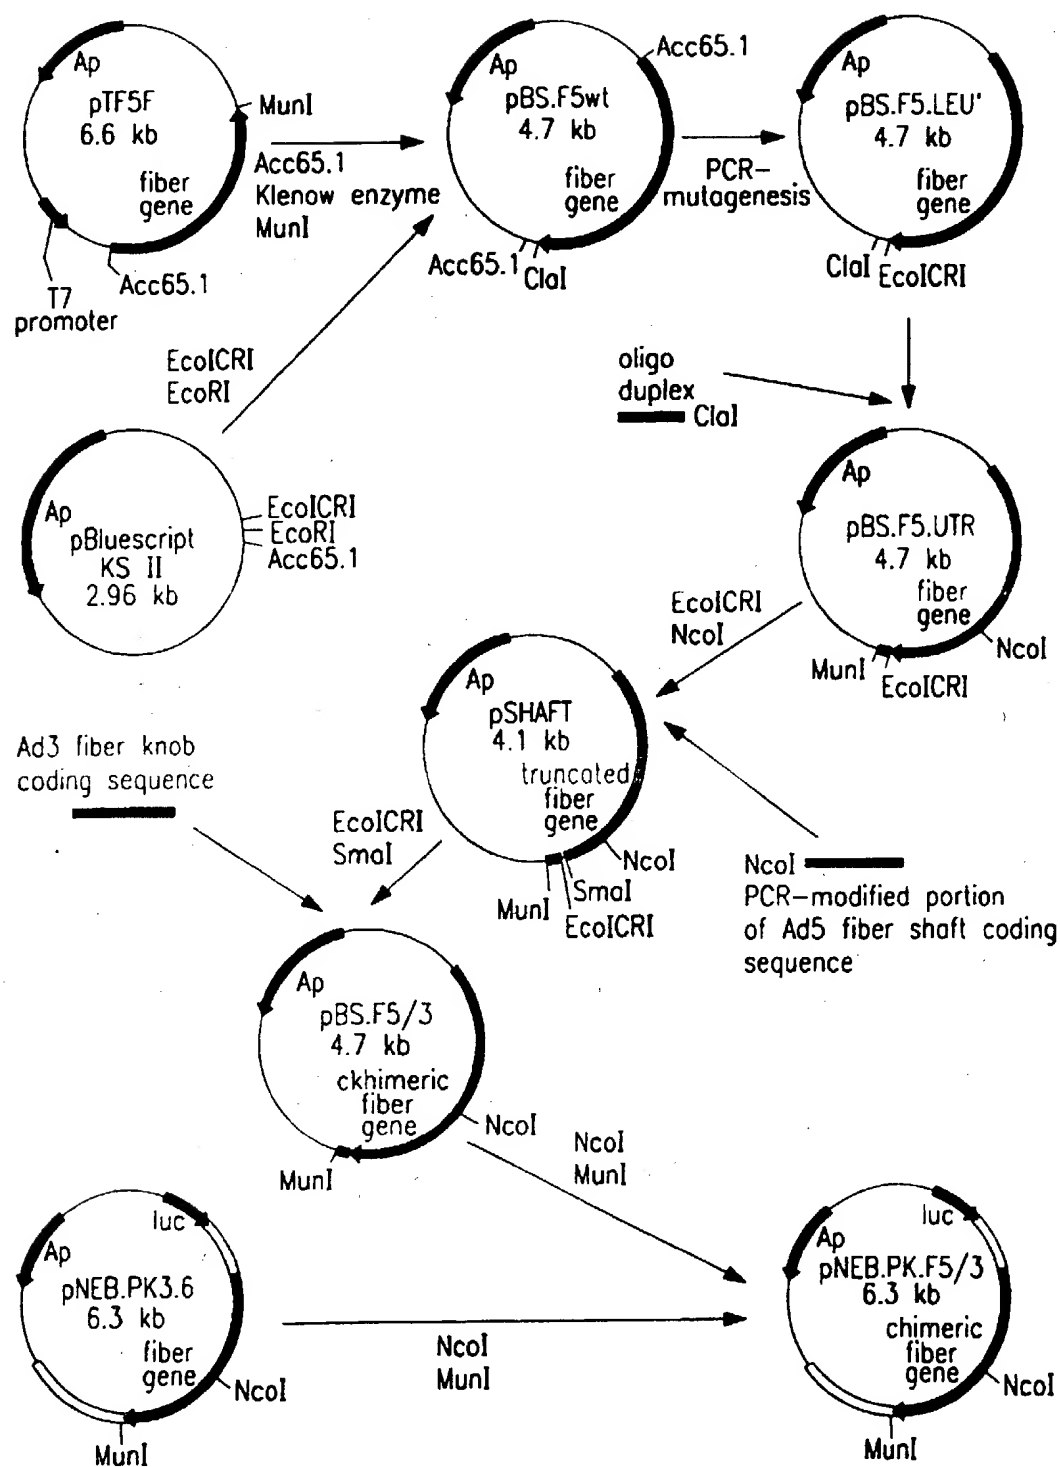 Ap
pTF5F
6.6 kb
MunI
fiber
gene
Acc65.1
T7
promoter
Acc65.1
Klenow enzyme
MunI
Ap
pBS.F5wt
4.7 kb
Acc65.1
fiber
gene
Acc65.1
ClaI
PCR-
mutagenesis
Ap
pBS.F5.LEU'
4.7 kb
fiber
gene
ClaI
EcoICRI
EcoICRI
EcoRI
Ap
pBluescript
KS II
2.96 kb
EcoICRI
EcoRI
Acc65.1
oligo
duplex
ClaI
Ap
pBS.F5.UTR
4.7 kb
fiber
gene
NcoI
MunI
EcoICRI
EcoICRI
NcoI
Ap
pSHAFT
4.1 kb
truncated
fiber
gene
NcoI
SmaI
MunI
EcoICRI
Ad3 fiber knob
coding sequence
EcoICRI
SmaI
NcoI
PCR-modified portion
of Ad5 fiber shaft coding
sequence
Ap
pBS.F5/3
4.7 kb
ckhimeric
fiber
gene
NcoI
MunI
NcoI
MunI
luc
Ap
pNEB.PK3.6
6.3 kb
fiber
gene
NcoI
MunI
NcoI
MunI
luc
Ap
pNEB.PK.F5/3
6.3 kb
chimeric
fiber
gene
NcoI
MunI